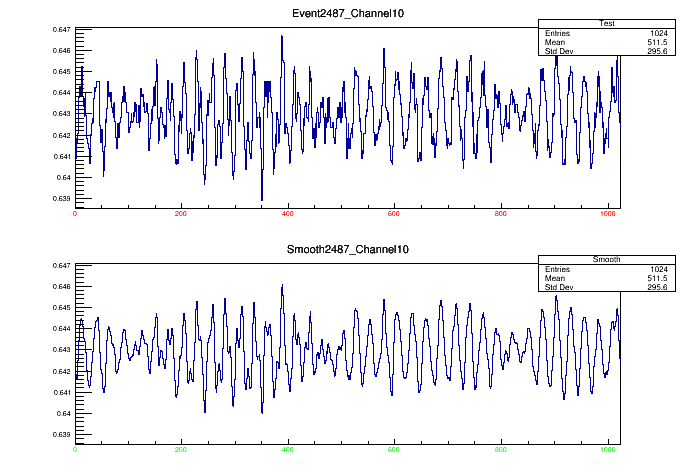 Event2487_Channel10
Test
Entries 1024
Mean 511.5
Std Dev 295.6
0.647
0.646
0.645
0.644
0.643
0.642
0.641
0.64
0.639
0 200 400 600 800 1000
Smooth2487_Channel10
Smooth
Entries 1024
Mean 511.5
Std Dev 295.6
0.647
0.646
0.645
0.644
0.643
0.642
0.641
0.64
0.639
0 200 400 600 800 1000